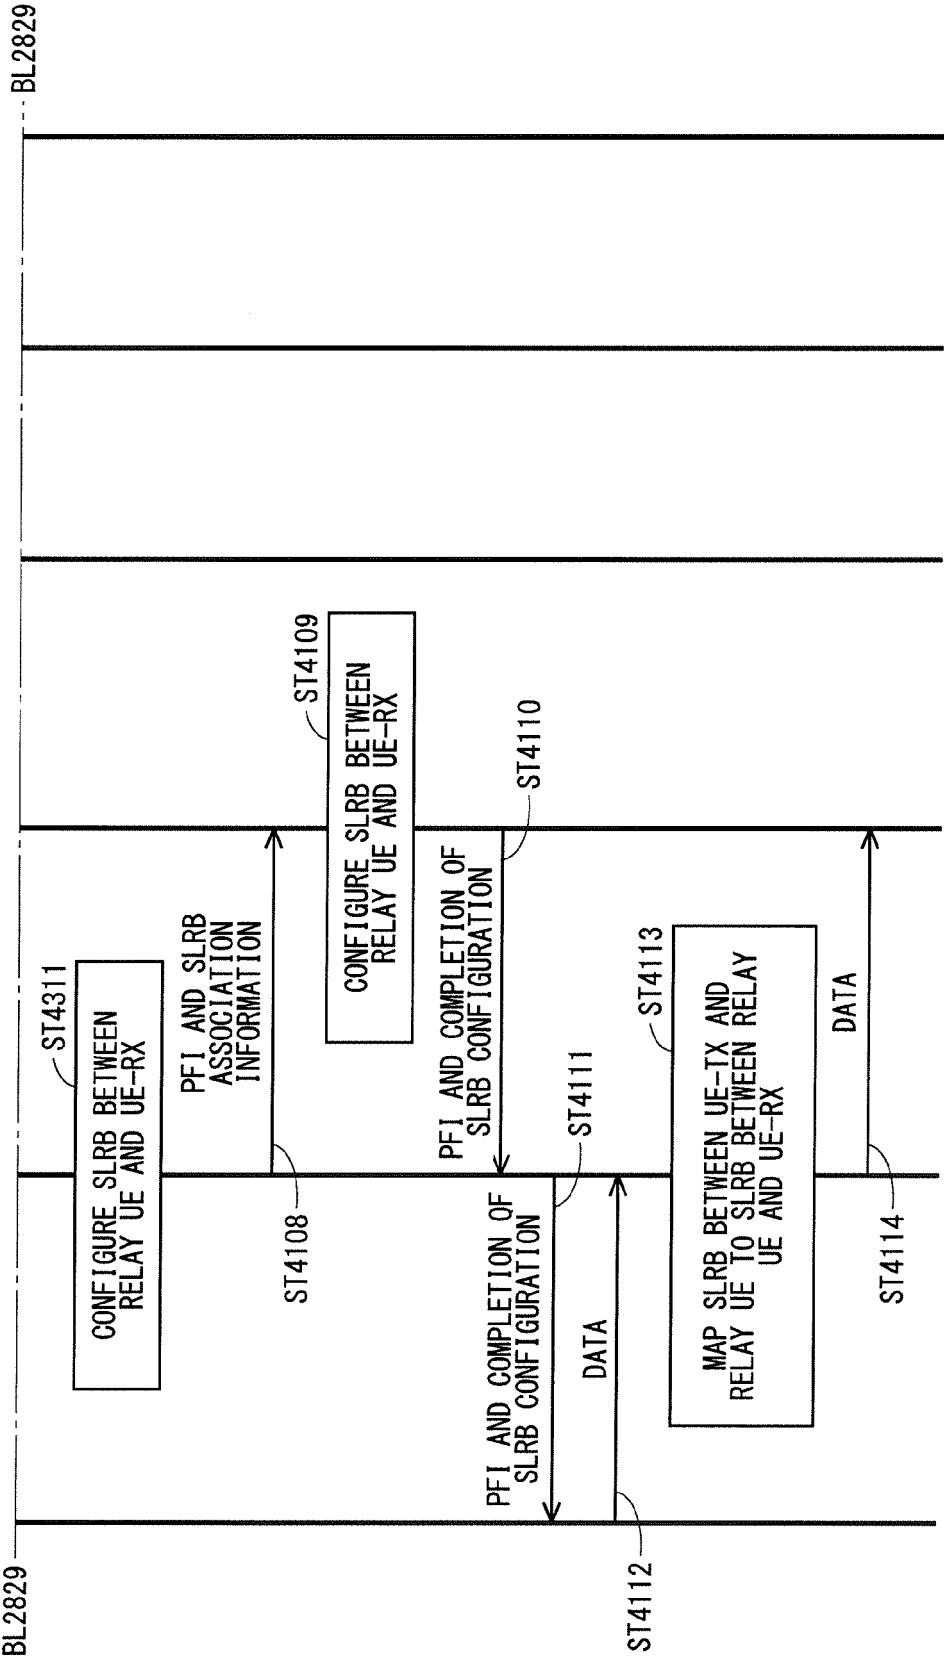 BL2829
BL2829
ST4311
CONFIGURE SLRB BETWEEN
RELAY UE AND UE-RX
PFI AND SLRB
ASSOCIATION
INFORMATION
ST4108
ST4109
CONFIGURE SLRB BETWEEN
RELAY UE AND UE-RX
PFI AND COMPLETION OF
SLRB CONFIGURATION
ST4110
PFI AND COMPLETION OF
SLRB CONFIGURATION
ST4111
DATA
ST4112
ST4113
MAP SLRB BETWEEN UE-TX AND
RELAY UE TO SLRB BETWEEN RELAY
UE AND UE-RX
DATA
ST4114